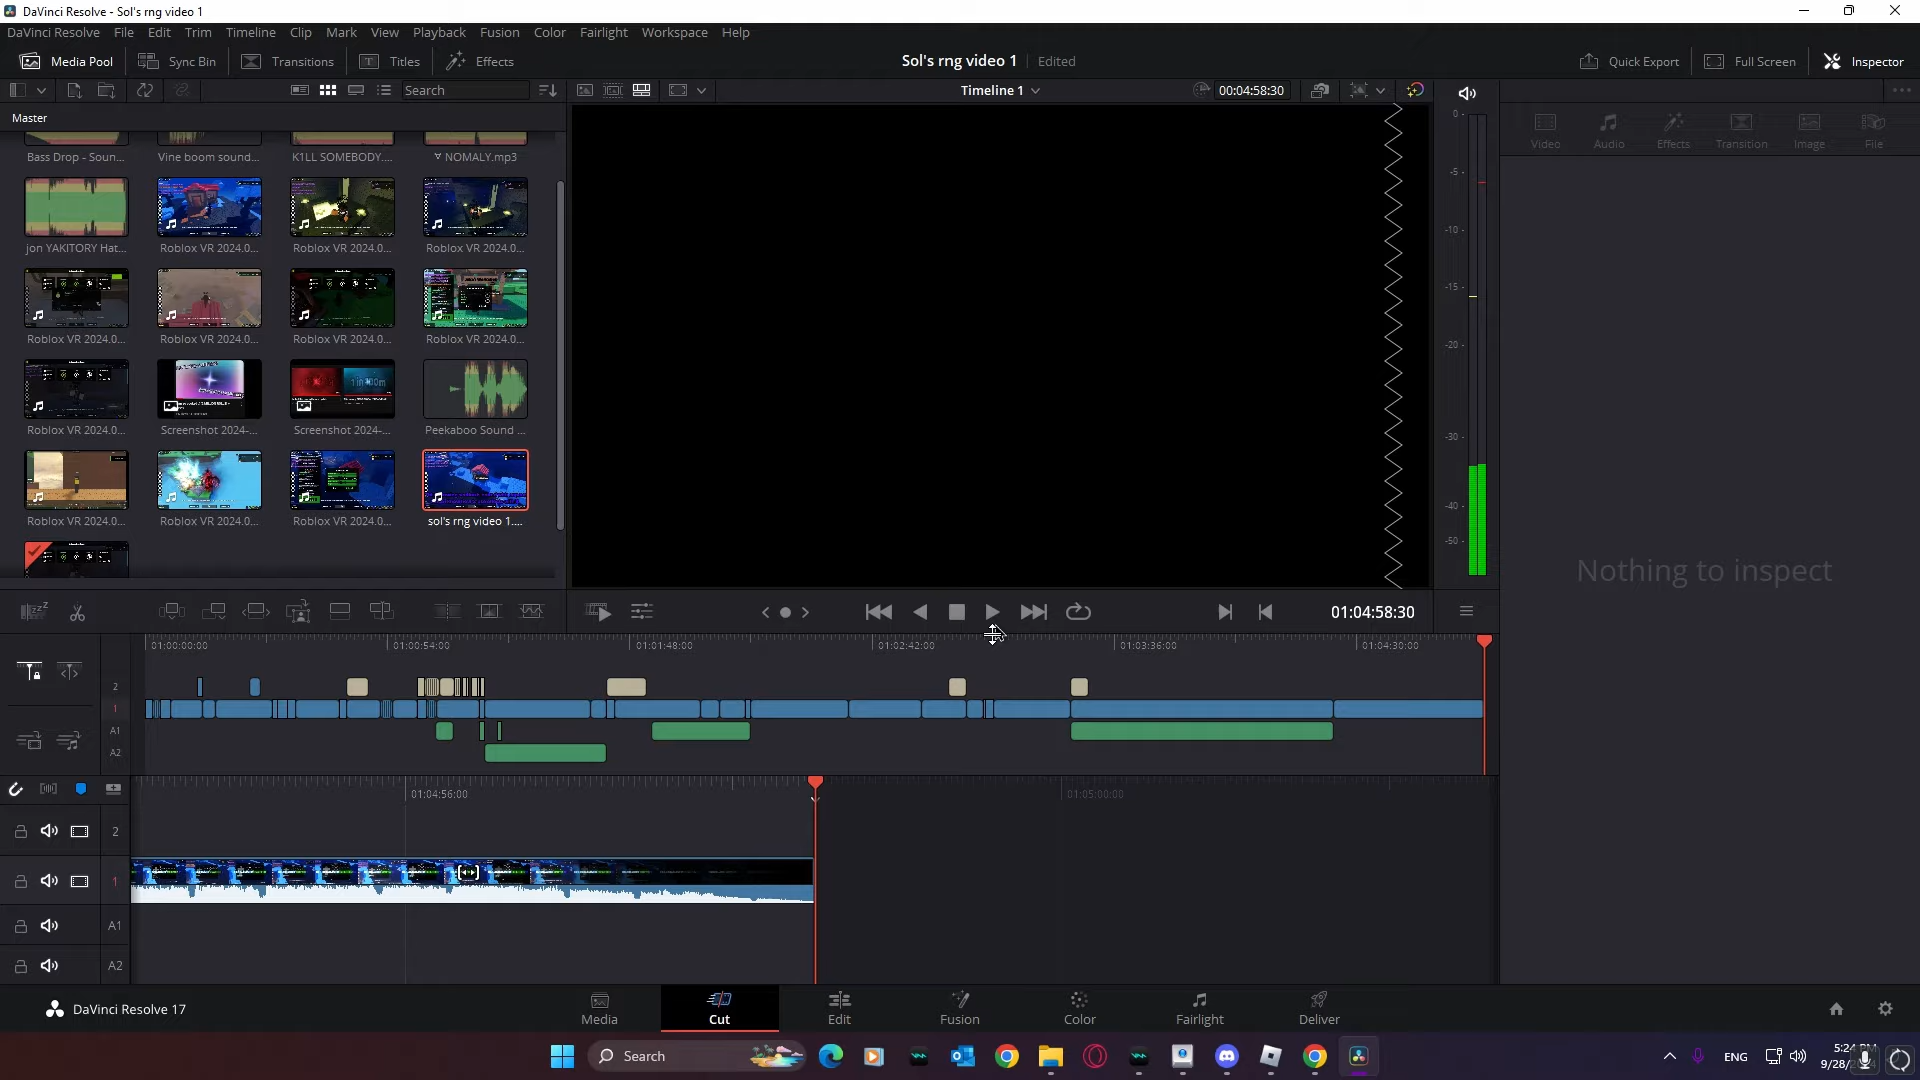 DaVinci Resolve - Sol's rng video 1
DaVinci Resolve File Edit Trim Timeline Clip Mark View Playback Fusion Color Fairlight Workspace Help
Media Pool Sync Bin Transitions Titles Effects Sol's rng video 1 Edited Quick Export Full Screen Inspector
Search Timeline 1 00:04:58:30
Master
Video Audio Effects Transition Image File
Bass Drop - Soun... Vine boom sound... K1LL SOMEBODY.... NOMALY.mp3
jon YAKITORY Hat... Roblox VR 2024.0... Roblox VR 2024.0... Roblox VR 2024.0...
Roblox VR 2024.0... Roblox VR 2024.0... Roblox VR 2024.0... Roblox VR 2024.0...
Roblox VR 2024.0... Screenshot 2024-... Screenshot 2024-... Peekaboo Sound ...
Roblox VR 2024.0... Roblox VR 2024.0... Roblox VR 2024.0... sol's rng video 1....
0
-5
-10
-15
-20
-30
-40
-50
Nothing to inspect
01:04:58:30
01:00:00:00 01:00:54:00 01:01:48:00 01:02:42:00 01:03:36:00 01:04:30:00
2
1
A1
A2
01:04:56:00 01:05:00:00
2
1
A1
A2
DaVinci Resolve 17 Media Cut Edit Fusion Color Fairlight Deliver
Search ENG 5:24
9/28/